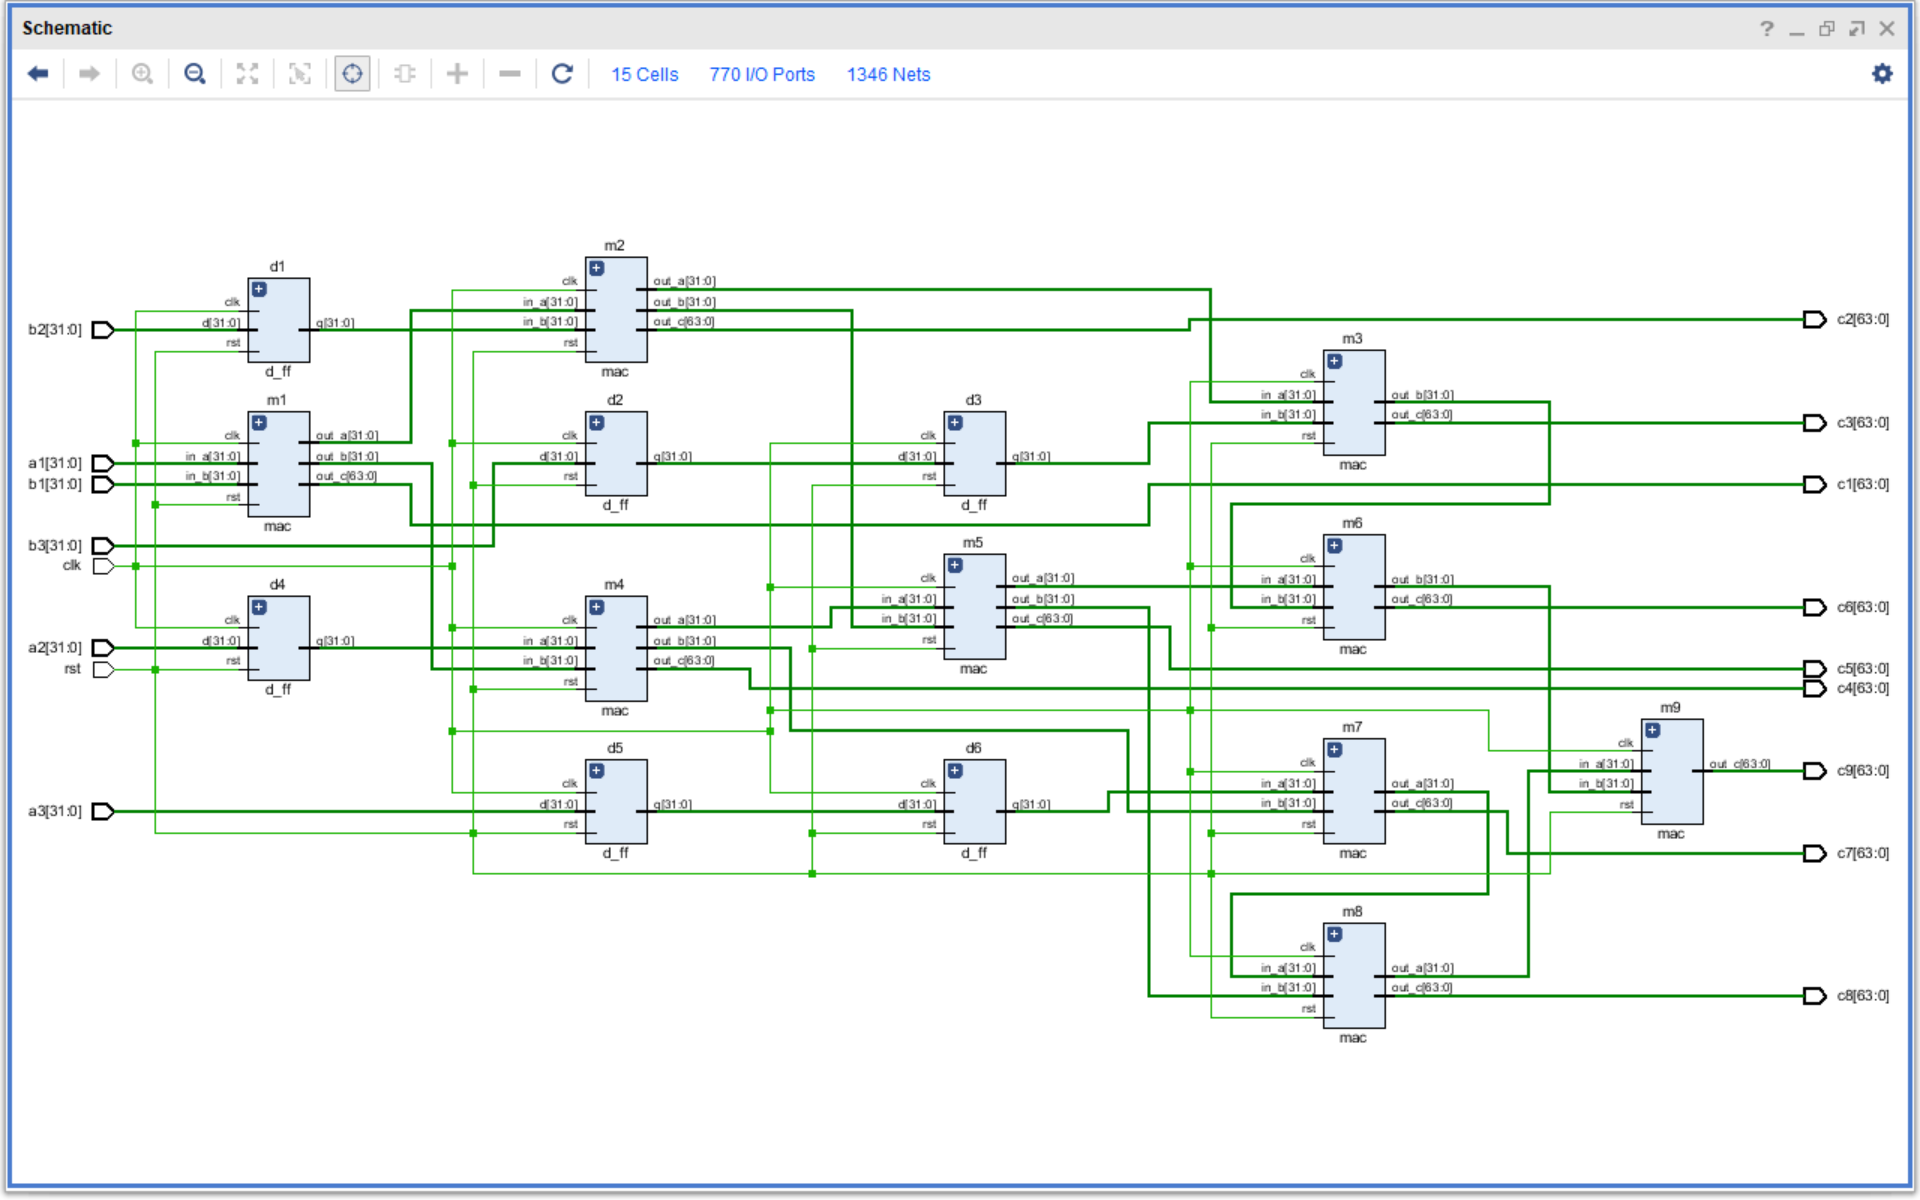 Schematic
15 Cells 770 I/O Ports 1346 Nets
b2[31:0]
a1[31:0]
b1[31:0]
b3[31:0]
clk
a2[31:0]
rst
a3[31:0]
d1
clk
d[31:0] q[31:0]
rst
d_ff
m1
clk out_a[31:0]
in_a[31:0] out_b[31:0]
in_b[31:0] out_c[63:0]
rst
mac
d4
clk
d[31:0] q[31:0]
rst
d_ff
m2
clk out_a[31:0]
in_a[31:0] out_b[31:0]
in_b[31:0] out_c[63:0]
rst
mac
d2
clk
d[31:0] q[31:0]
rst
d_ff
m4
clk out_a[31:0]
in_a[31:0] out_b[31:0]
in_b[31:0] out_c[63:0]
rst
mac
d5
clk
d[31:0] q[31:0]
rst
d_ff
d3
clk
d[31:0] q[31:0]
rst
d_ff
m5
clk out_a[31:0]
in_a[31:0] out_b[31:0]
in_b[31:0] out_c[63:0]
rst
mac
d6
clk
d[31:0] q[31:0]
rst
d_ff
m3
clk
in_a[31:0] out_b[31:0]
in_b[31:0] out_c[63:0]
rst
mac
m6
clk
in_a[31:0] out_b[31:0]
in_b[31:0] out_c[63:0]
rst
mac
m7
clk
in_a[31:0] out_a[31:0]
in_b[31:0] out_c[63:0]
rst
mac
m8
clk
in_a[31:0] out_a[31:0]
in_b[31:0] out_c[63:0]
rst
mac
m9
clk
in_a[31:0] out_c[63:0]
in_b[31:0]
rst
mac
c2[63:0]
c3[63:0]
c1[63:0]
c6[63:0]
c5[63:0]
c4[63:0]
c9[63:0]
c7[63:0]
c8[63:0]